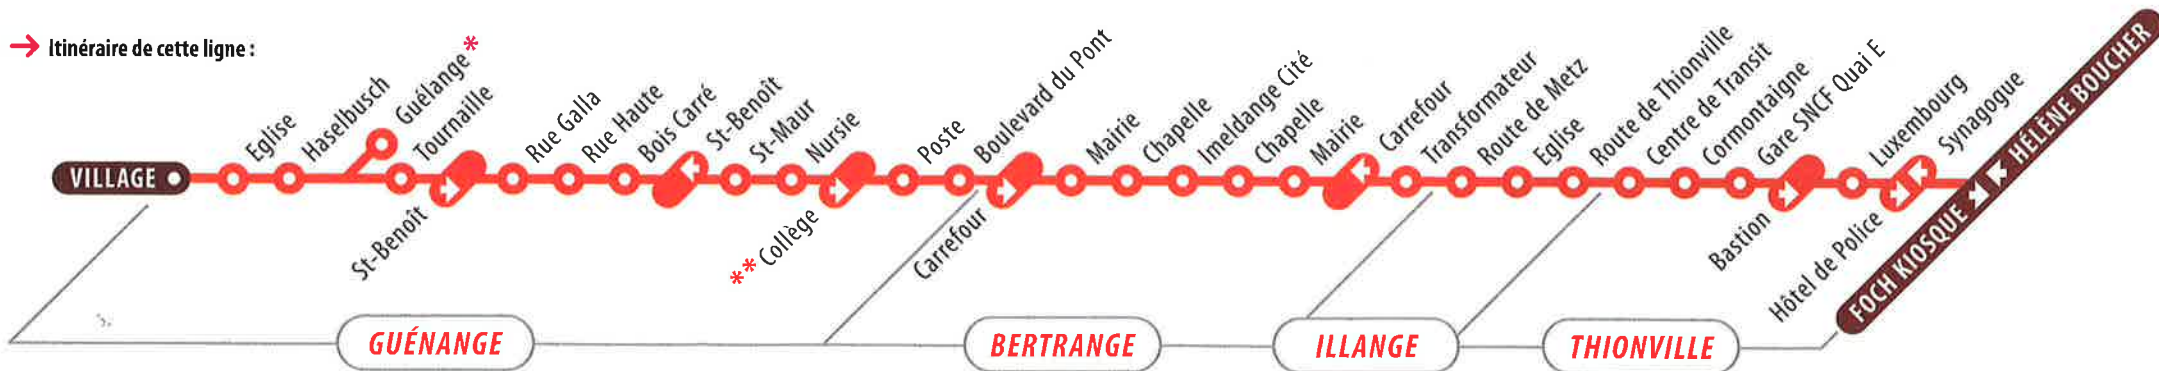 → Itinéraire de cette ligne :
VILLAGE
Eglise
Haselbusch
Guélange*
Tournaille
St-Benoît
Rue Galla
Rue Haute
Bois Carré
St-Benoît
St-Maur
Nursie
** Collège
Poste
Boulevard du Pont
Carrefour
Mairie
Chapelle
Imeldange Cité
Chapelle
Mairie
Carrefour
Transformateur
Route de Metz
Eglise
Route de Thionville
Centre de Transit
Cormontaigne
Gare SNCF Quai E
Bastion
Luxembourg
Hôtel de Police
Synagogue
FOCH KIOSQUE
HÉLÈNE BOUCHER
GUÉNANGE
BERTRANGE
ILLANGE
THIONVILLE